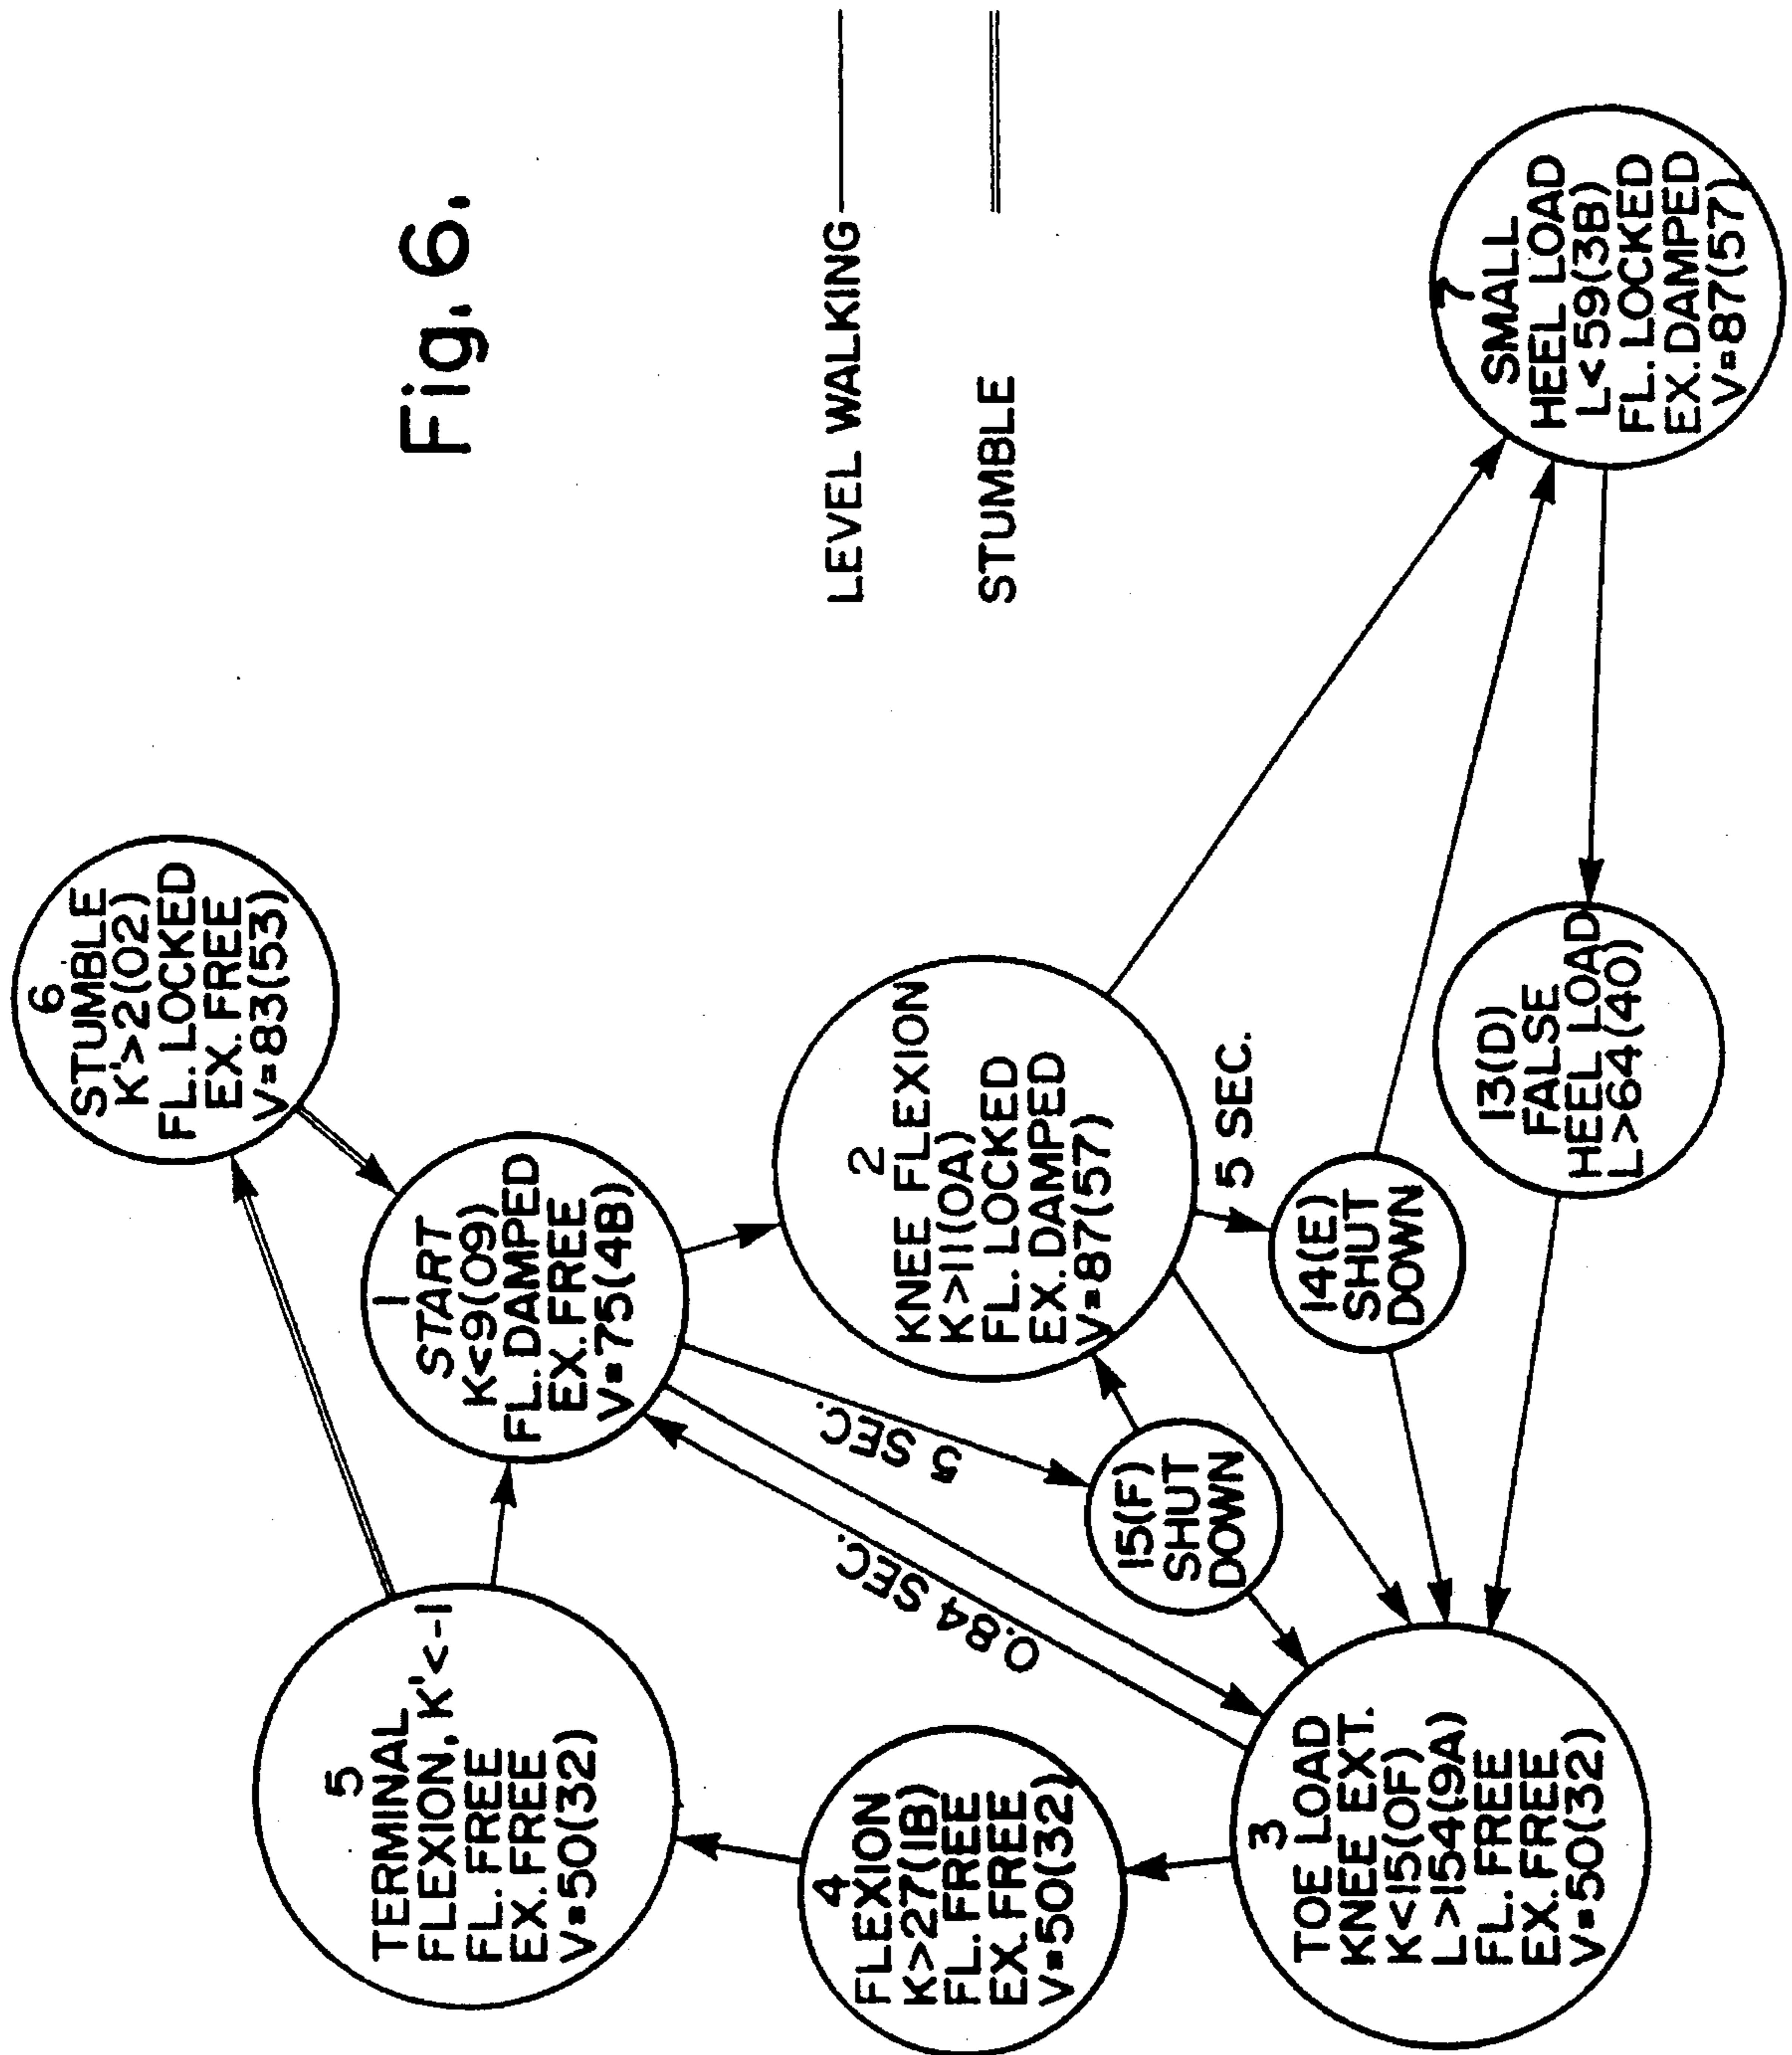 Fig. 6.
LEVEL WALKING
STUMBLE
6
STUMBLE
K'>2(02)
FL. LOCKED
EX. FREE
V=83(53)
5
TERMINAL
FLEXION, K'<-1
FL. FREE
EX. FREE
V=50(32)
1
START
K<9(09)
FL. DAMPED
EX. FREE
V=75(4B)
5 SEC.
0.84 SEC.
4
FLEXION
K>27(1B)
FL. FREE
EX. FREE
V=50(32)
2
KNEE FLEXION
K>11(0A)
FL. LOCKED
EX. DAMPED
V=87(57)
5 SEC.
15(F)
SHUT
DOWN
14(E)
SHUT
DOWN
3
TOE LOAD
KNEE EXT.
K<15(0F)
L>154(9A)
FL. FREE
EX. FREE
V=50(32)
13(D)
FALSE
HEEL LOAD
L>64(40)
7
SMALL
HEEL LOAD
L<59(3B)
FL. LOCKED
EX. DAMPED
V=87(57)